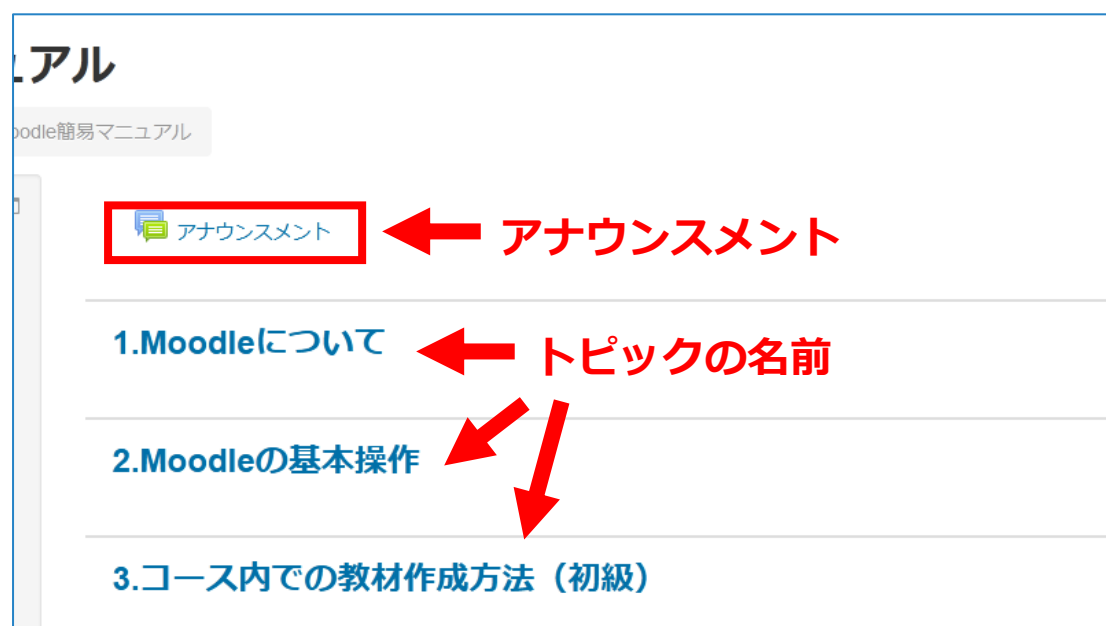 ュアル
oodle簡易マニュアル
アナウンスメント
アナウンスメント
1.Moodleについて
トピックの名前
2.Moodleの基本操作
3.コース内での教材作成方法（初級）